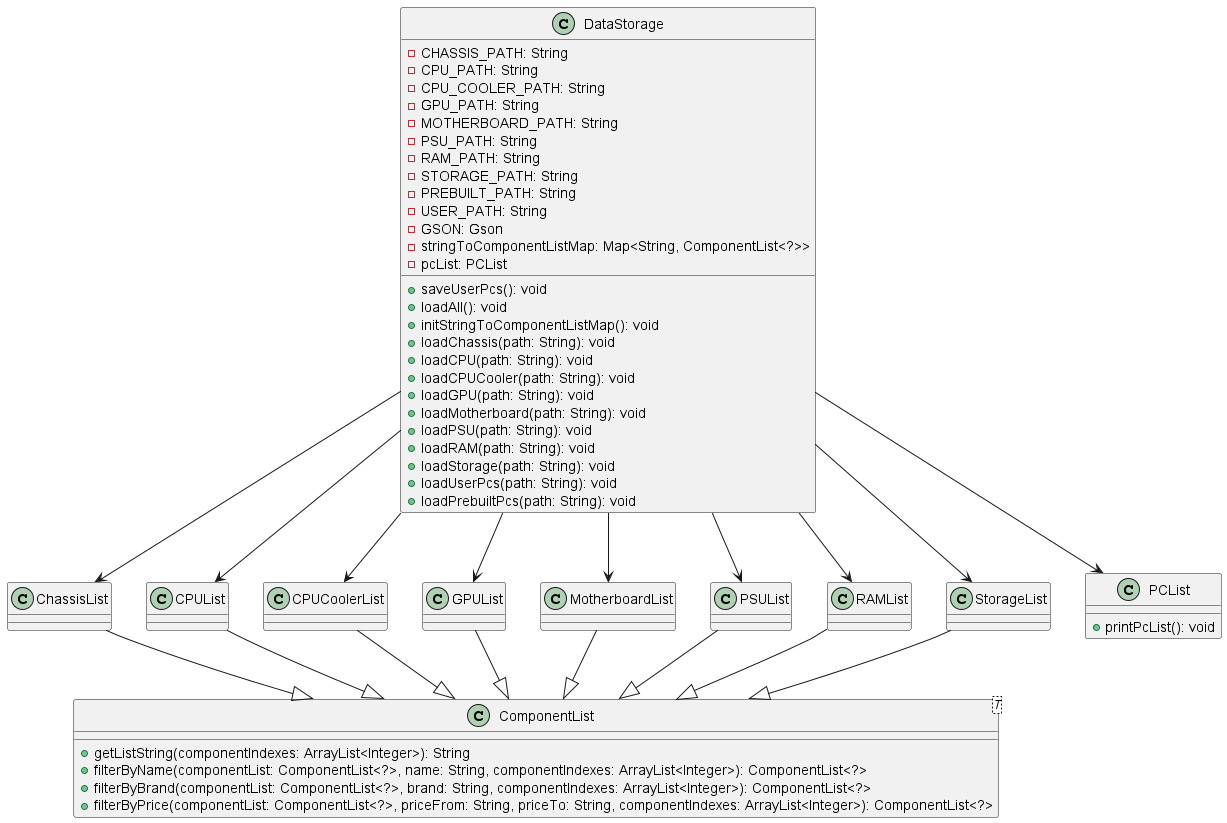 C DataStorage
CHASSIS_PATH: String
CPU_PATH: String
CPU_COOLER_PATH: String
GPU_PATH: String
MOTHERBOARD_PATH: String
PSU_PATH: String
RAM_PATH: String
STORAGE_PATH: String
PREBUILT_PATH: String
USER_PATH: String
GSON: Gson
stringToComponentListMap: Map<String, ComponentList<?>>
pcList: PCList
saveUserPcs(): void
loadAll(): void
initStringToComponentListMap(): void
loadChassis(path: String): void
loadCPU(path: String): void
loadCPUCooler(path: String): void
loadGPU(path: String): void
loadMotherboard(path: String): void
loadPSU(path: String): void
loadRAM(path: String): void
loadStorage(path: String): void
loadUserPcs(path: String): void
loadPrebuiltPcs(path: String): void
C ChassisList
C CPUList
C CPUCoolerList
C GPUList
C MotherboardList
C PSUList
C RAMList
C StorageList
C PCList
printPcList(): void
C ComponentList
T
getListString(componentIndexes: ArrayList<Integer>): String
filterByName(componentList: ComponentList<?>, name: String, componentIndexes: ArrayList<Integer>): ComponentList<?>
filterByBrand(componentList: ComponentList<?>, brand: String, componentIndexes: ArrayList<Integer>): ComponentList<?>
filterByPrice(componentList: ComponentList<?>, priceFrom: String, priceTo: String, componentIndexes: ArrayList<Integer>): ComponentList<?>